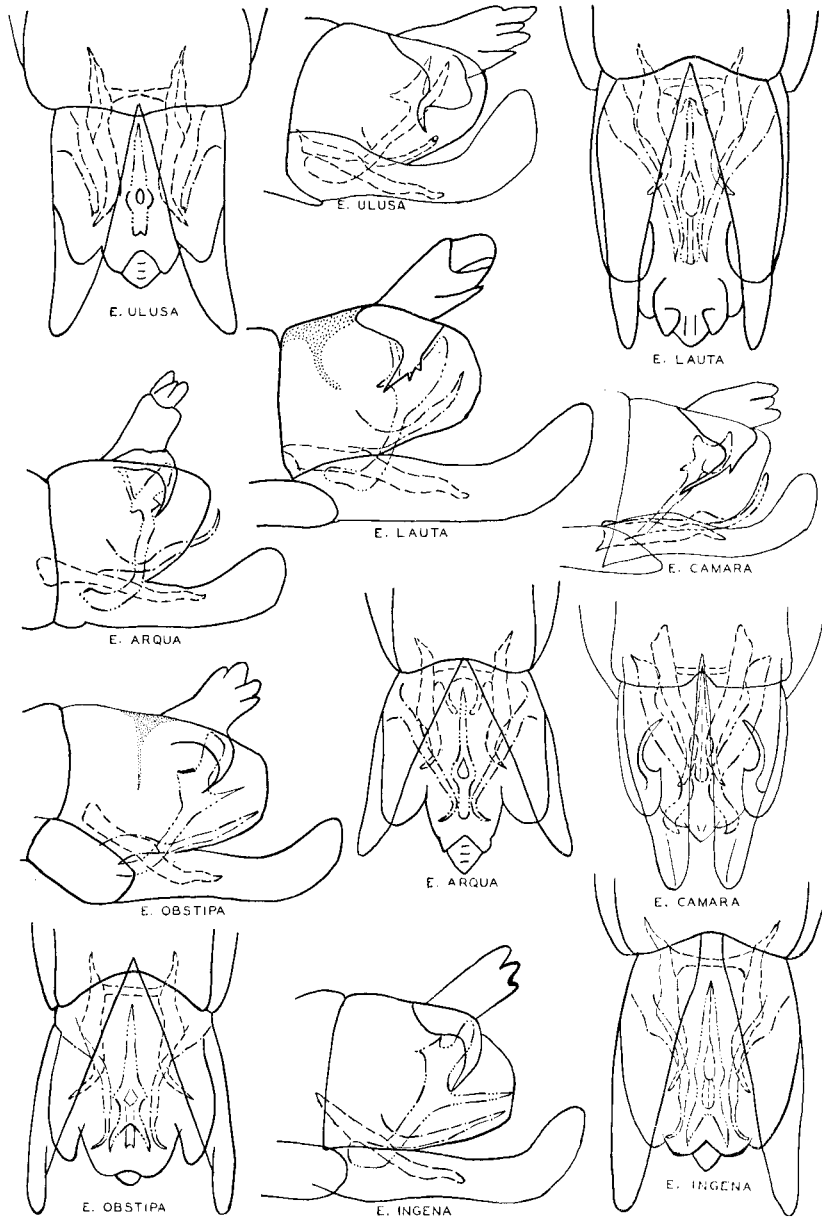 E. ULUSA
E. ULUSA
E. LAUTA
E. LAUTA
E. CAMARA
E. ARQUA
E. ARQUA
E. CAMARA
E. OBSTIPA
E. OBSTIPA
E. INGENA
E. INGENA